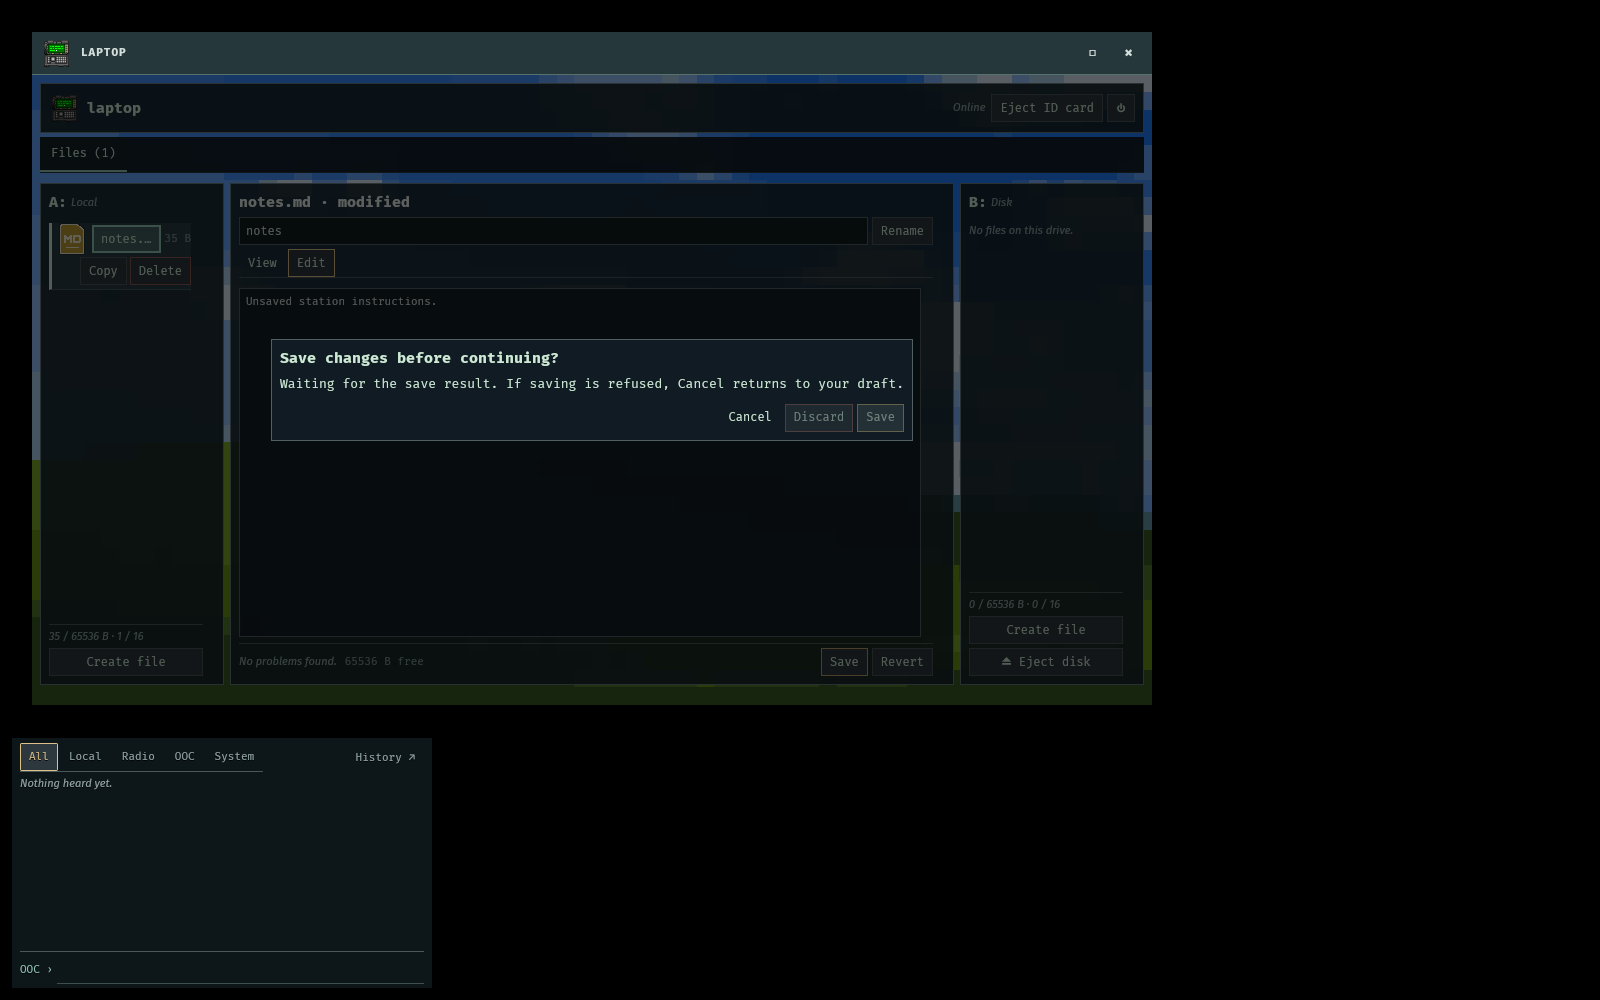 LAPTOP
laptop
Online Eject ID card
Files (1)
A: Local
MD notes.… 35 B
Copy Delete
35 / 65536 B · 1 / 16
Create file
notes.md · modified
notes Rename
View Edit
Unsaved station instructions.
Save changes before continuing?
Waiting for the save result. If saving is refused, Cancel returns to your draft.
Cancel Discard Save
No problems found. 65536 B free Save Revert
B: Disk
No files on this drive.
0 / 65536 B · 0 / 16
Create file
⏏ Eject disk
All Local Radio OOC System History ↗
Nothing heard yet.
OOC ›